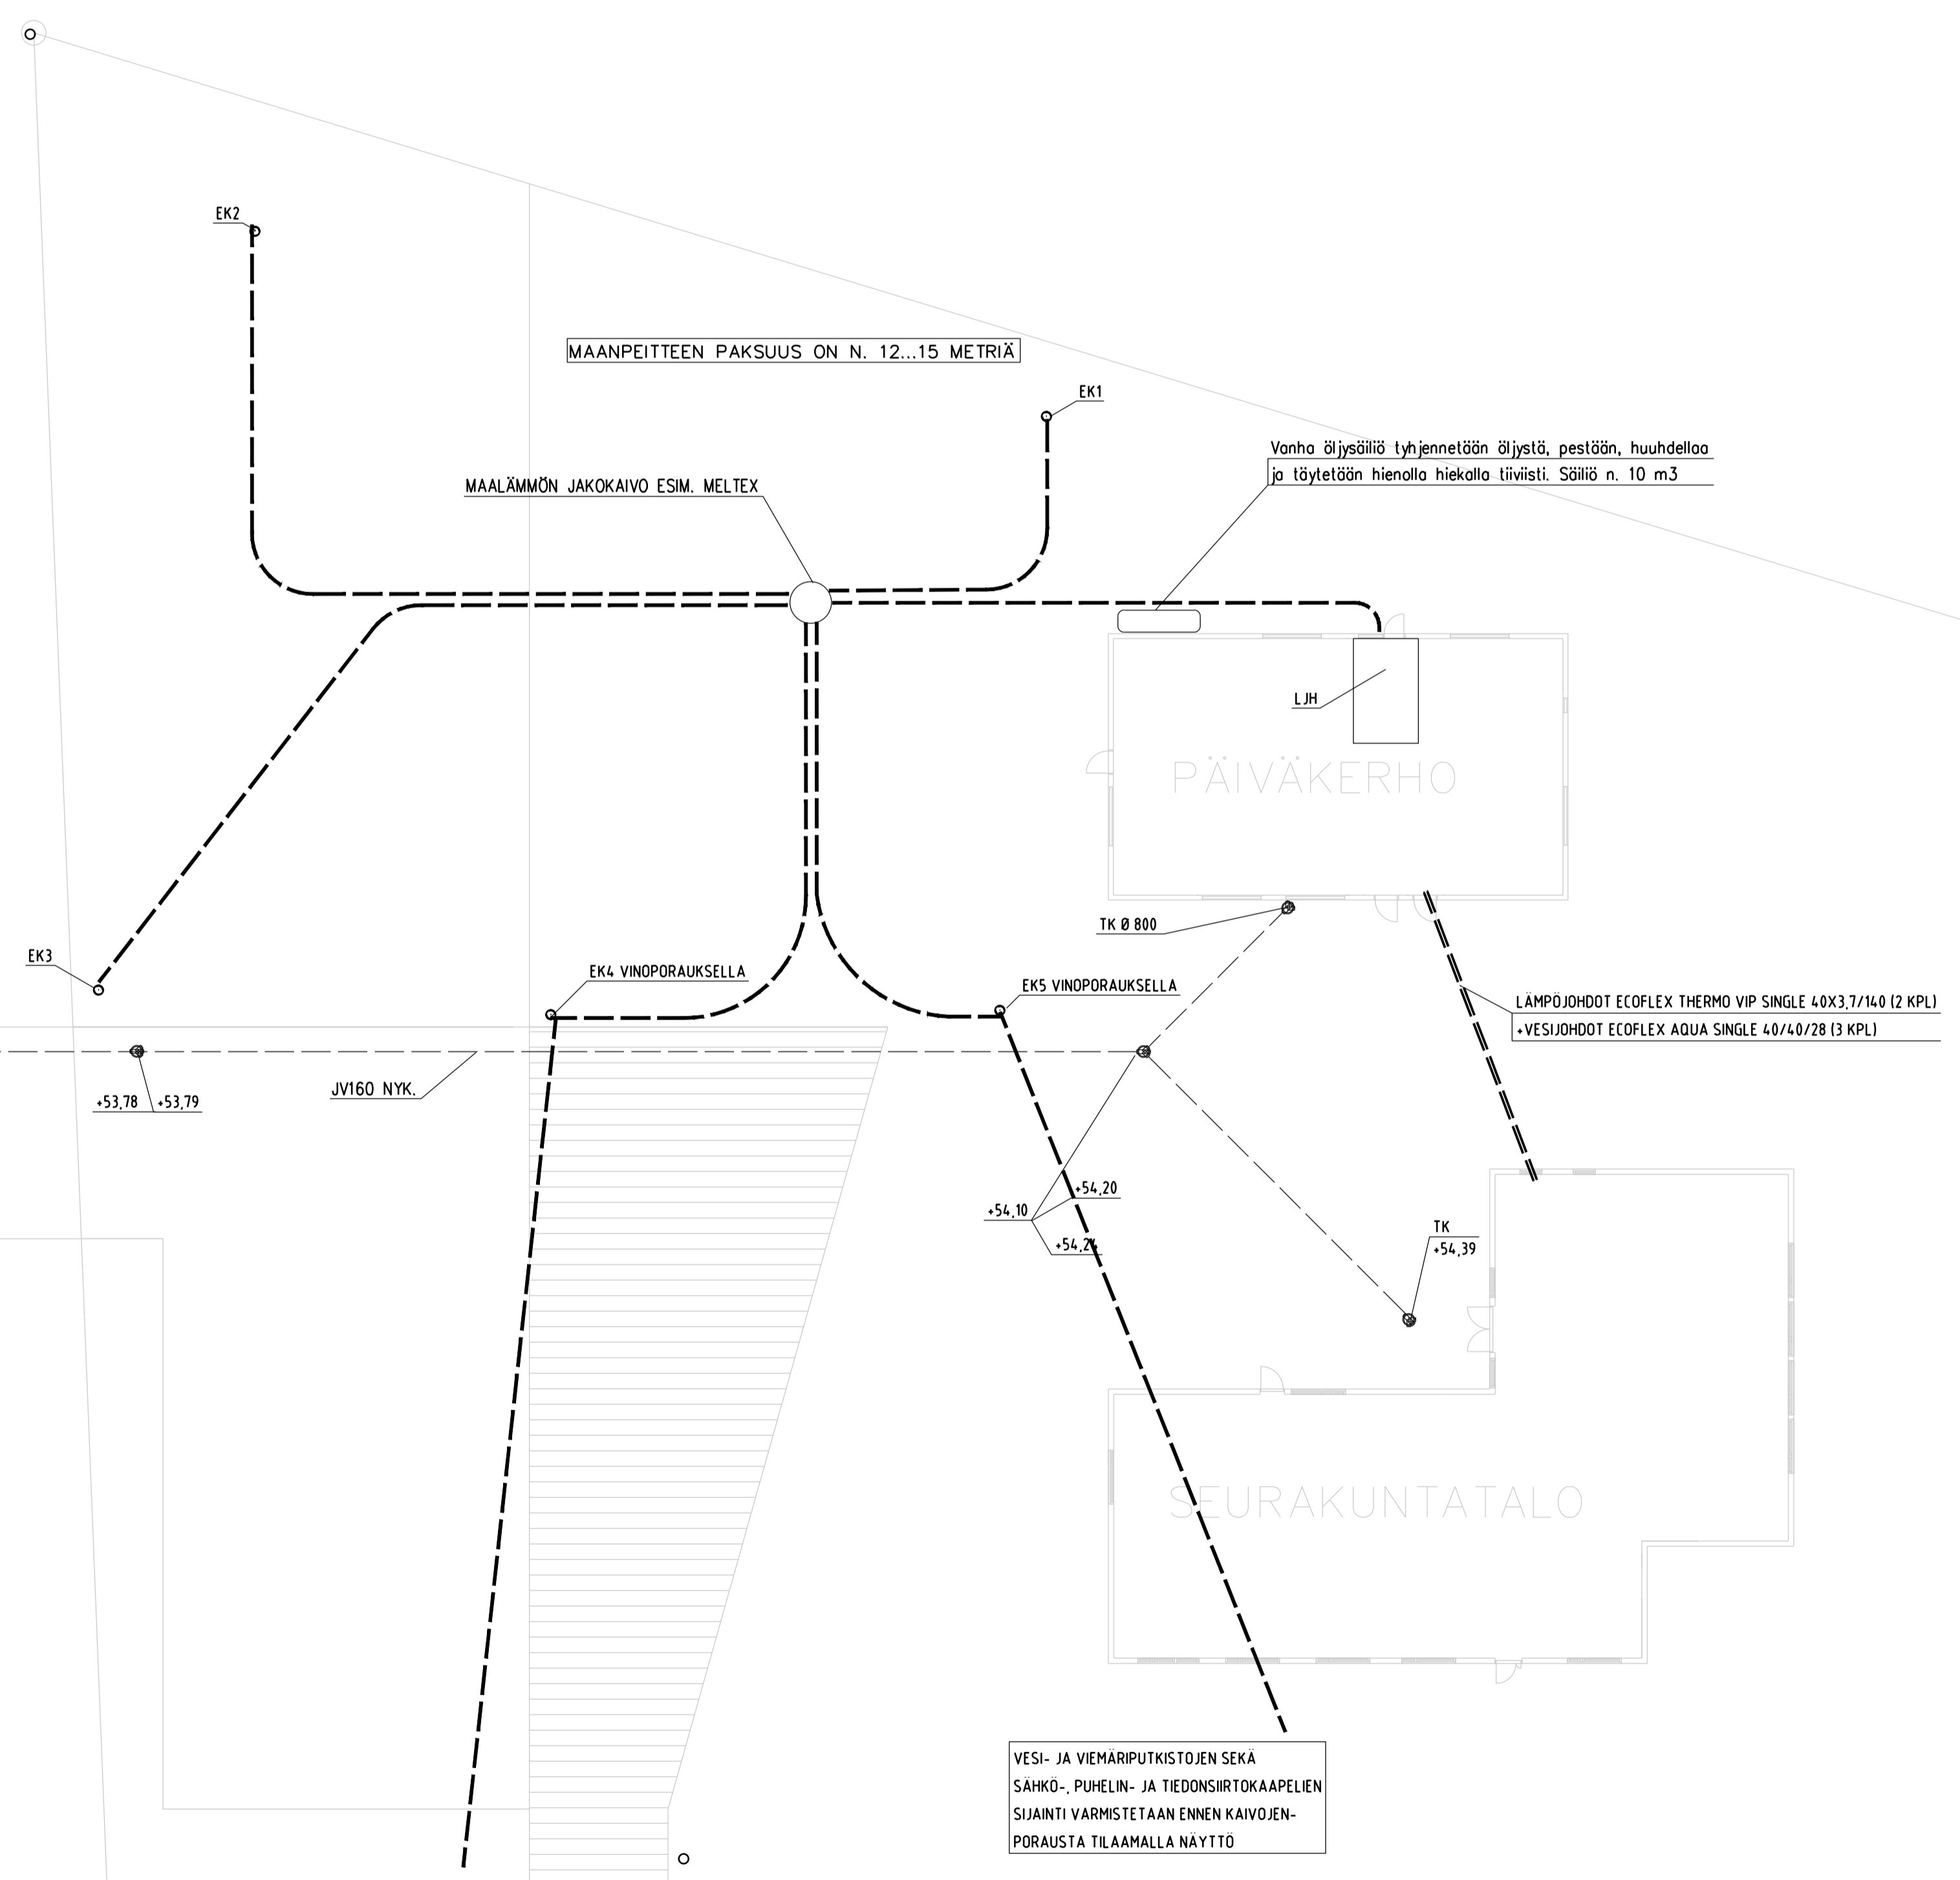 EK2
MAANPEITTEEN PAKSUUS ON N. 12...15 METRIÄ
EK1
Vanha öljysäiliö tyhjennetään öljystä, pestään, huuhdellaa
ja täytetään hienolla hiekalla tiiviisti. Säiliö n. 10 m3
MAALÄMMÖN JAKOKAIVO ESIM. MELTEX
LJH
PÄIVÄKERHO
TK Ø 800
EK3
EK4 VINOPORAUKSELLA
EK5 VINOPORAUKSELLA
LÄMPÖJOHDOT ECOFLEX THERMO VIP SINGLE 40X3,7/140 (2 KPL)
+VESIJOHDOT ECOFLEX AQUA SINGLE 40/40/28 (3 KPL)
JV160 NYK.
+53,78 +53,79
+54,20
+54,10
TK
+54,39
SEURAKUNTATALO
VESI- JA VIEMÄRIPUTKISTOJEN SEKÄ
SÄHKÖ-, PUHELIN- JA TIEDONSIIRTOKAAPELIEN
SIJAINTI VARMISTETAAN ENNEN KAIVOJEN-
PORAUSTA TILAAMALLA NÄYTTÖ